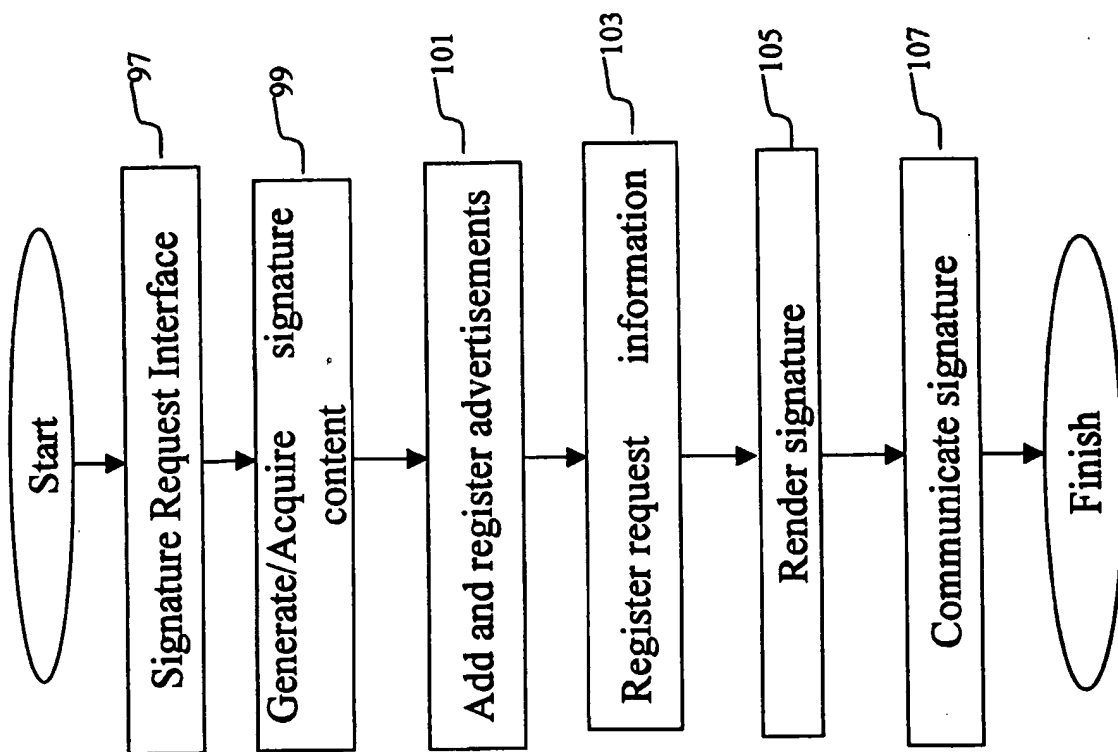 Start
97
Signature Request Interface
99
Generate/Acquire signature
content
101
Add and register advertisements
103
Register request information
105
Render signature
107
Communicate signature
Finish